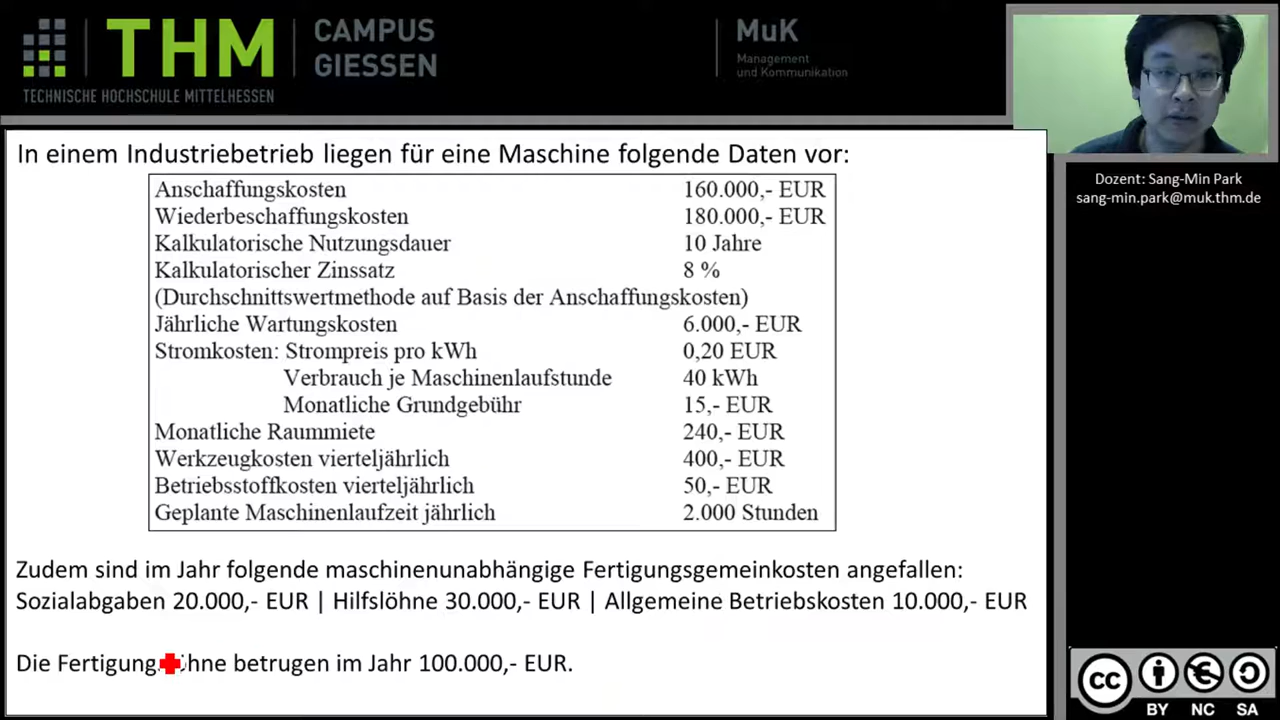 THM
CAMPUS
GIESSEN
TECHNISCHE HOCHSCHULE MITTELHESSEN
MuK
Management
und Kommunikation
Dozent: Sang-Min Park
sang-min.park@muk.thm.de
In einem Industriebetrieb liegen für eine Maschine folgende Daten vor:
Anschaffungskosten 160.000,- EUR
Wiederbeschaffungskosten 180.000,- EUR
Kalkulatorische Nutzungsdauer 10 Jahre
Kalkulatorischer Zinssatz 8 %
(Durchschnittswertmethode auf Basis der Anschaffungskosten)
Jährliche Wartungskosten 6.000,- EUR
Stromkosten: Strompreis pro kWh 0,20 EUR
Verbrauch je Maschinenlaufstunde 40 kWh
Monatliche Grundgebühr 15,- EUR
Monatliche Raummiete 240,- EUR
Werkzeugkosten vierteljährlich 400,- EUR
Betriebsstoffkosten vierteljährlich 50,- EUR
Geplante Maschinenlaufzeit jährlich 2.000 Stunden
Zudem sind im Jahr folgende maschinenunabhängige Fertigungsgemeinkosten angefallen:
Sozialabgaben 20.000,- EUR | Hilfslöhne 30.000,- EUR | Allgemeine Betriebskosten 10.000,- EUR
Die betrugen im Jahr 100.000,- EUR.
cc
BY NC SA